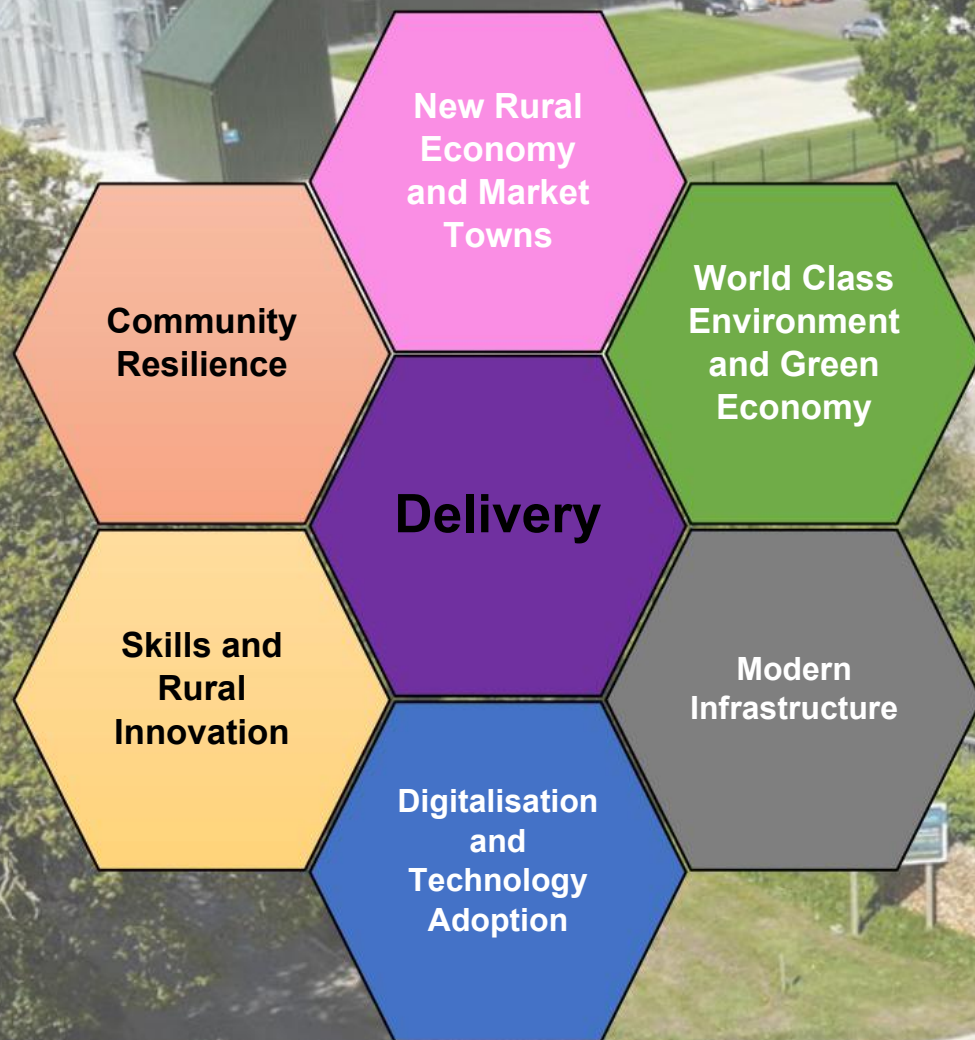 New Rural
Economy
and Market
Towns
World Class
Environment
and Green
Economy
Community
Resilience
Delivery
Skills and
Rural
Innovation
Modern
Infrastructure
Digitalisation
and
Technology
Adoption